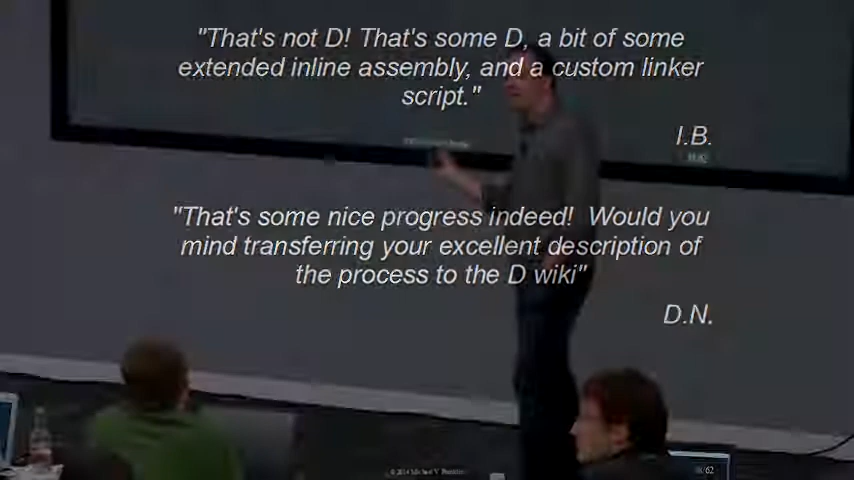 "That's not D! That's some D, a bit of some
extended inline assembly, and a custom linker
script."
I.B.
"That's some nice progress indeed!  Would you
mind transferring your excellent description of
the process to the D wiki"
D.N.